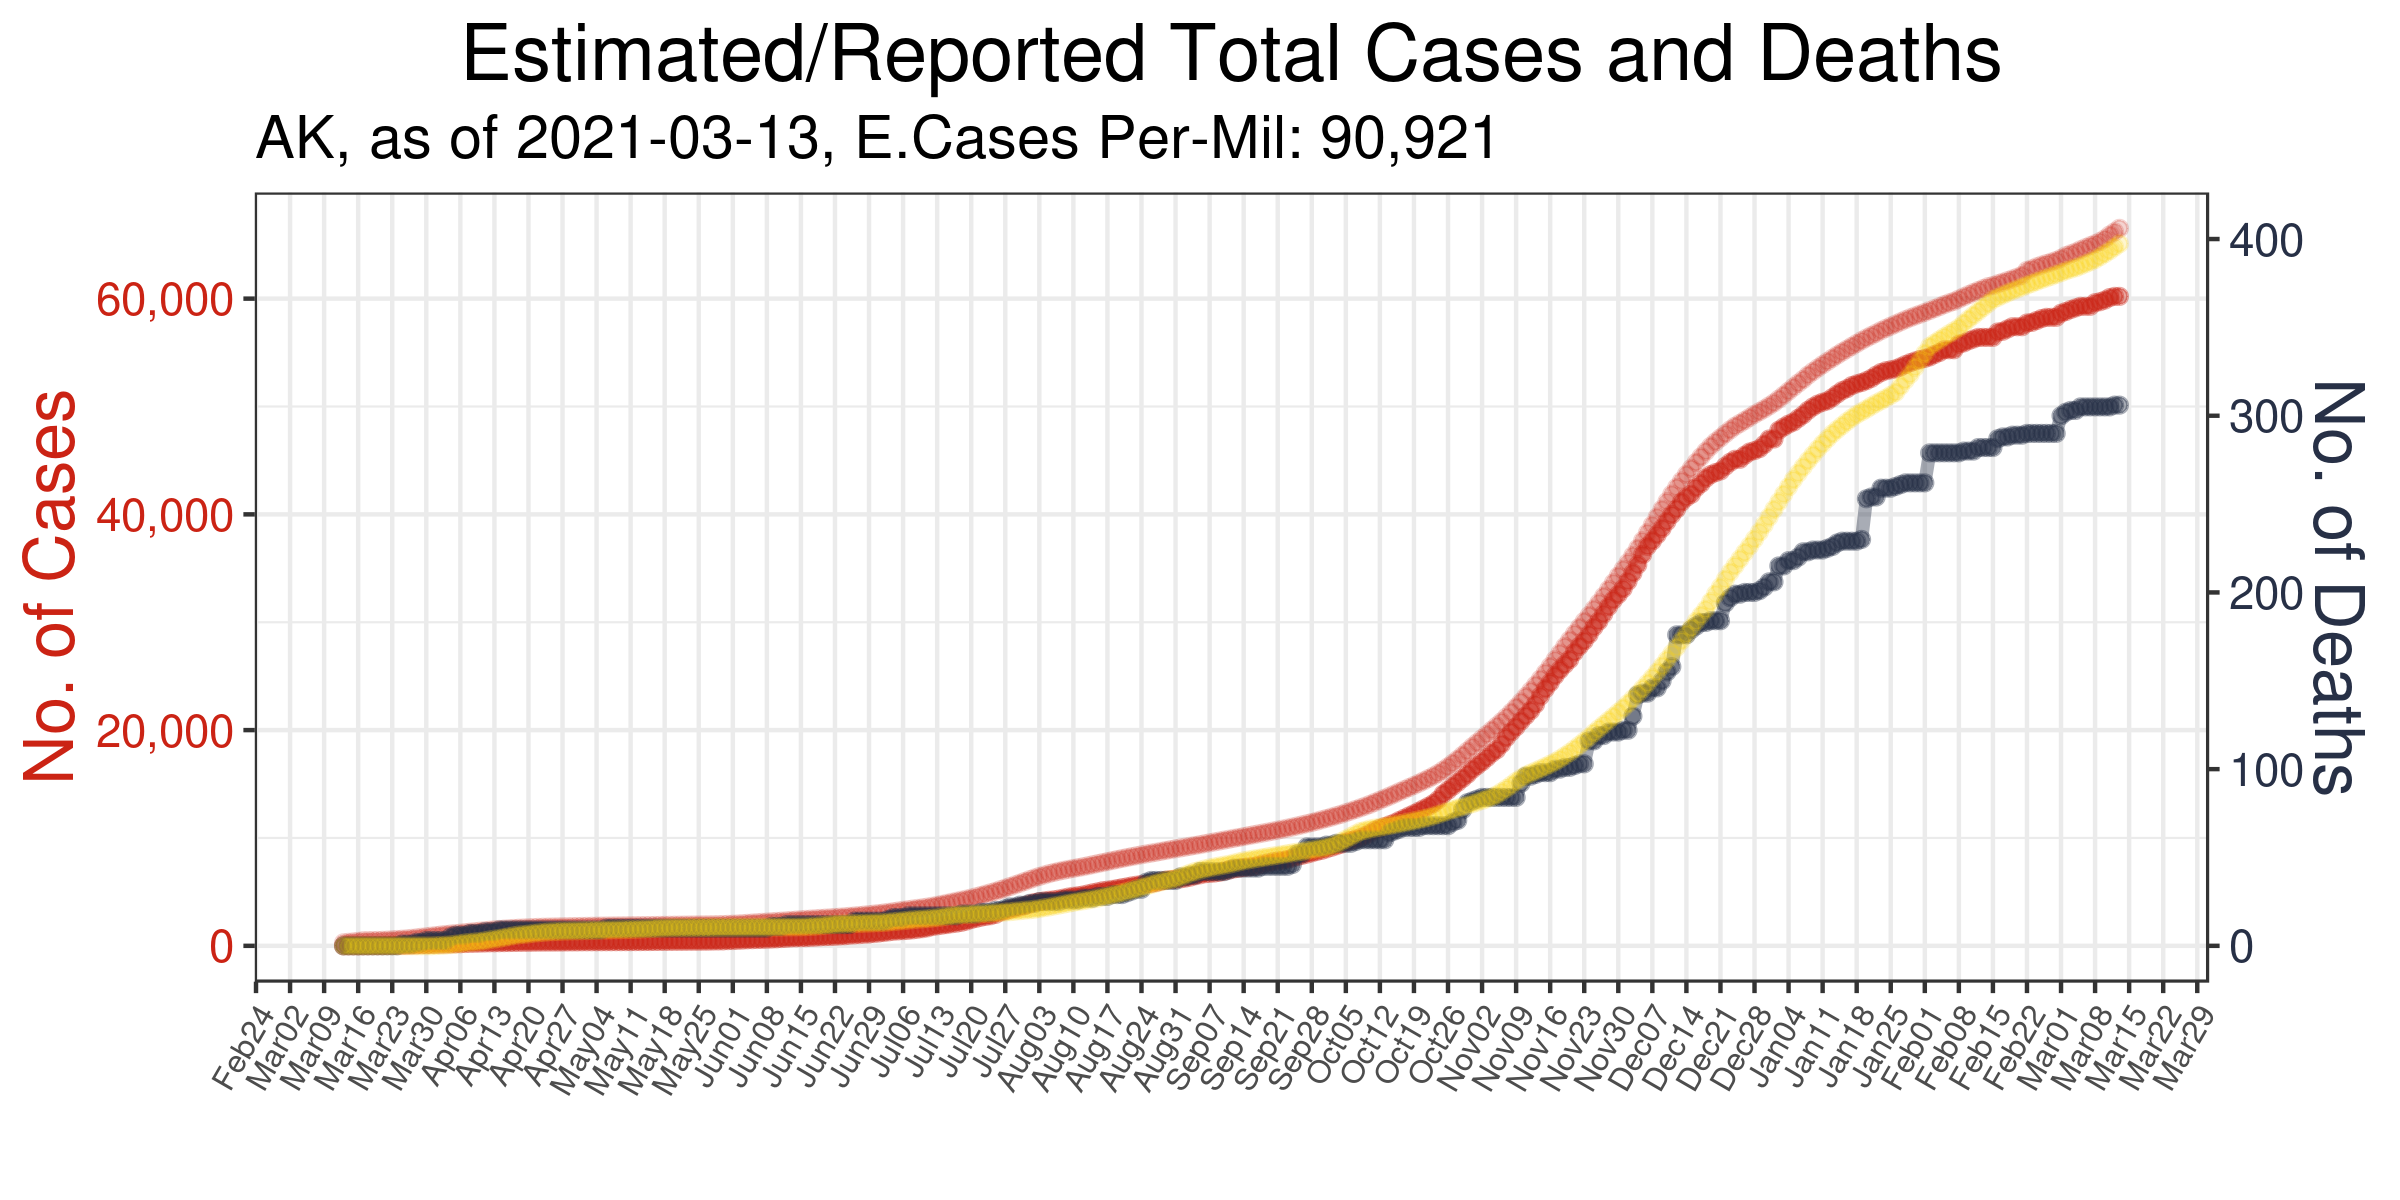 Estimated/Reported Total Cases and Deaths
AK, as of 2021-03-13, E.Cases Per-Mil: 90,921
No. of Cases
60,000
40,000
20,000
0
400
300
200
100
0
No. of Deaths
Feb24
Mar02
Mar09
Mar16
Mar23
Mar30
Apr06
Apr13
Apr20
Apr27
May04
May11
May18
May25
Jun01
Jun08
Jun15
Jun22
Jun29
Jul06
Jul13
Jul20
Jul27
Aug03
Aug10
Aug17
Aug24
Aug31
Sep07
Sep14
Sep21
Sep28
Oct05
Oct12
Oct19
Oct26
Nov02
Nov09
Nov16
Nov23
Nov30
Dec07
Dec14
Dec21
Dec28
Jan04
Jan11
Jan18
Jan25
Feb01
Feb08
Feb15
Feb22
Mar01
Mar08
Mar15
Mar22
Mar29